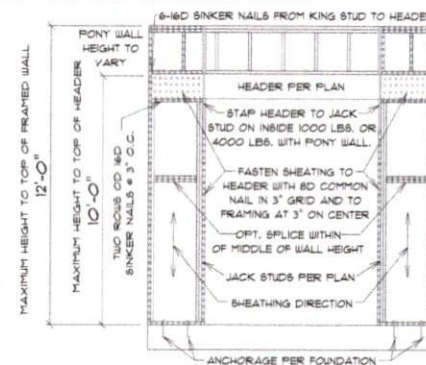 6-16D SINKER NAILS FROM KING STUD TO HEADE
PONY WALL
HEIGHT TO
VARY
HEADER PER PLAN
STAP HEADER TO JACK
STUD ON INSIDE 1000 LBS. OR
4000 LBS. WITH PONY WALL.
FASTEN SHEATING TO
HEADER WITH 8D COMMON
NAIL IN 3" GRID AND TO
FRAMING AT 3" ON CENTER
OPT. SPLICE WITHIN
OF MIDDLE OF WALL HEIGHT
JACK STUDS PER PLAN
SHEATHING DIRECTION
ANCHORAGE PER FOUNDATION
MAXIMUM HEIGHT TO TOP OF FRAMED WALL
12'-0"
MAXIMUM HEIGHT TO TOP OF HEADER
10'-0"
TWO ROWS OD 16D
SINKER NAILS @ 3" O.C.